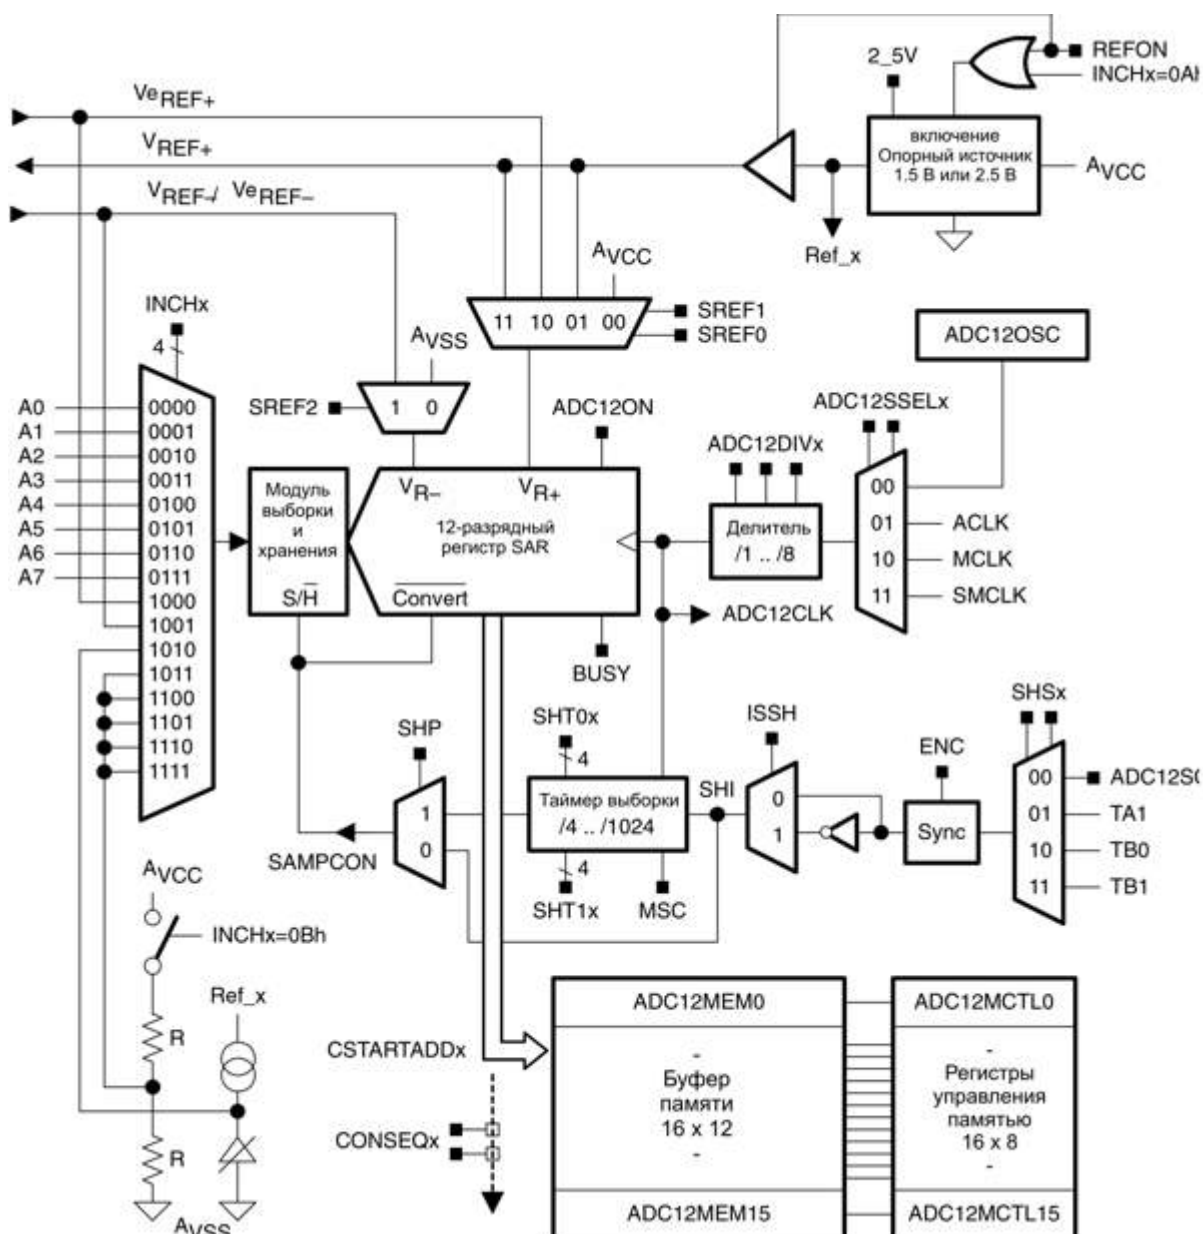 REFON
2_5V
INCHx=0Ah
VeREF+
VREF+
включение
Опорный источник
1.5 В или 2.5 В
AVCC
VREF-/ VeREF-
Ref_x
AVCC
INCHx
4
11 10 01 00
SREF1
SREF0
AVSS
ADC12OSC
SREF2
1 0
ADC12ON
ADC12SSELx
ADC12DIVx
A0 0000
A1 0001
A2 0010
A3 0011
A4 0100
A5 0101
A6 0110
A7 0111
1000
1001
1010
1011
1100
1101
1110
1111
Модуль
выборки
и
хранения
S/H
VR-
VR+
12-разрядный
регистр SAR
Convert
Делитель
/1 .. /8
00
01 ACLK
10 MCLK
11 SMCLK
ADC12CLK
BUSY
SHP
SHT0x
4
ISSH
ENC
SHSx
1
0
Таймер выборки
/4 .. /1024
SHI
0
1
Sync
00 ADC12S
01 TA1
10 TB0
11 TB1
SAMPCON
4
SHT1x
MSC
AVCC
INCHx=0Bh
Ref_x
R
R
AVSS
CSTARTADDx
CONSEQx
ADC12MEM0
-
Буфер
памяти
16 x 12
-
ADC12MEM15
ADC12MCTL0
-
Регистры
управления
памятью
16 x 8
-
ADC12MCTL15